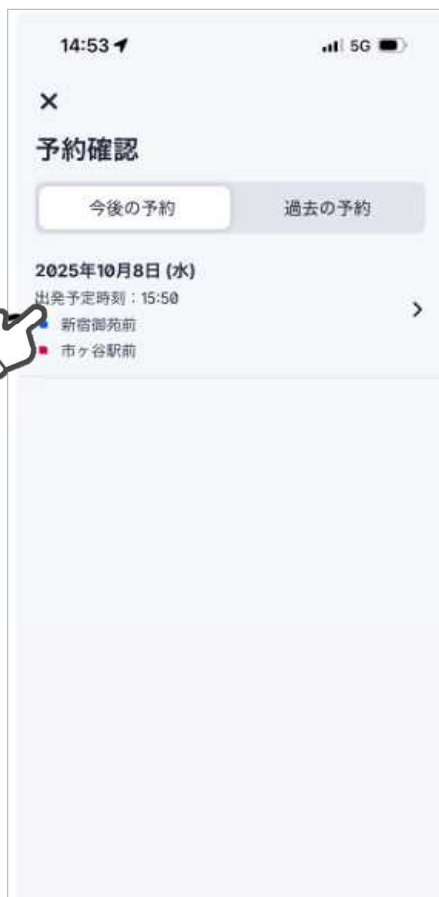 14:53
5G
予約確認
今後の予約 過去の予約
2025年10月8日 (水)
出発予定時刻：15:50
新宿御苑前
市ヶ谷駅前